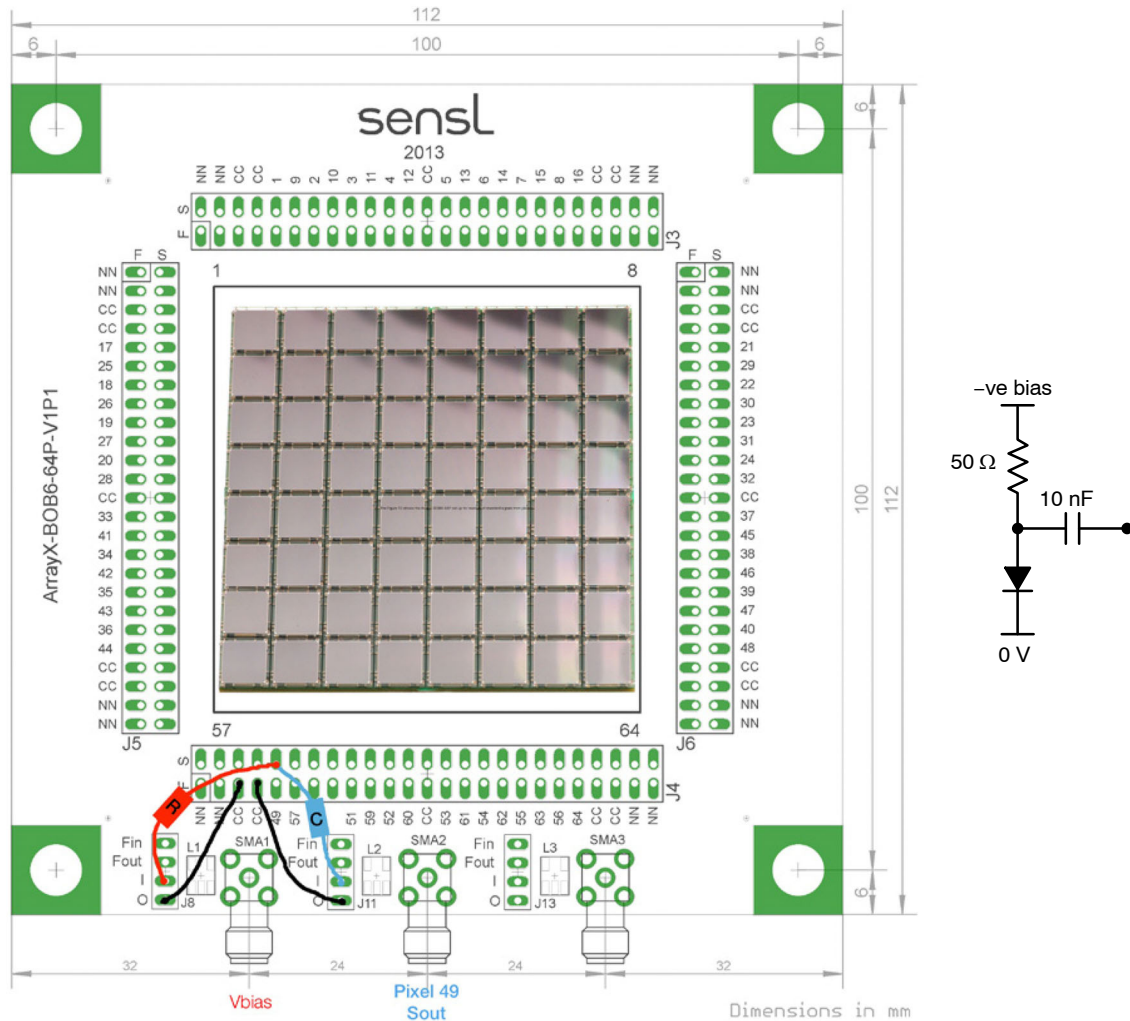 112
6
100
6
sensL
2013
NN NN CC CC 1 9 2 10 3 11 4 12 CC 5 13 6 14 7 15 8 16 CC CC NN NN
S
F
J3
6
F S
1
8
F S
NN
NN
CC
CC
17
25
18
26
19
27
20
28
CC
33
41
34
42
35
43
36
44
CC
CC
NN
NN
J5
ArrayX-BOB6-64P-V1P1
NN
NN
CC
CC
21
29
22
30
23
31
24
32
CC
37
45
38
46
39
47
40
48
CC
CC
NN
NN
J6
100
112
–ve bias
50 Ω
10 nF
0 V
57
64
S
F
J4
NN NN CC CC 49 57 51 59 52 60 CC 53 61 54 62 55 63 56 64 CC CC NN NN
R
C
Fin
Fout
I
O
L1
J8
SMA1
Fin
Fout
I
O
L2
J11
SMA2
Fin
Fout
I
O
L3
J13
SMA3
6
32
24
24
32
Vbias
Pixel 49
Sout
Dimensions in mm